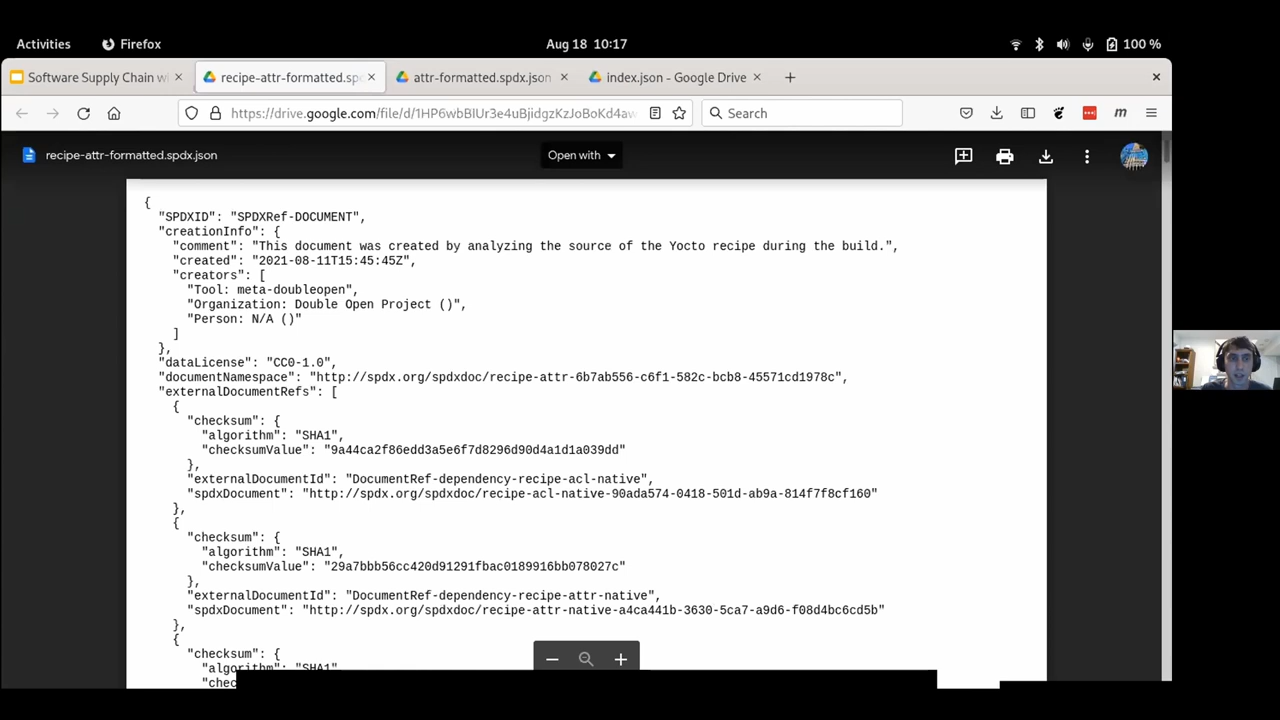 Activities Firefox Aug 18 10:17 100 %
Software Supply Chain wi recipe-attr-formatted.spd attr-formatted.spdx.json index.json - Google Drive
https://drive.google.com/file/d/1HP6wbBIUr3e4uBjidgzKzJoBoKd4aw Search
recipe-attr-formatted.spdx.json Open with
{
"SPDXID": "SPDXRef-DOCUMENT",
"creationInfo": {
"comment": "This document was created by analyzing the source of the Yocto recipe during the build.",
"created": "2021-08-11T15:45:45Z",
"creators": [
"Tool: meta-doubleopen",
"Organization: Double Open Project ()",
"Person: N/A ()"
]
},
"dataLicense": "CC0-1.0",
"documentNamespace": "http://spdx.org/spdxdoc/recipe-attr-6b7ab556-c6f1-582c-bcb8-45571cd1978c",
"externalDocumentRefs": [
{
"checksum": {
"algorithm": "SHA1",
"checksumValue": "9a44ca2f86edd3a5e6f7d8296d90d4a1d1a039dd"
},
"externalDocumentId": "DocumentRef-dependency-recipe-acl-native",
"spdxDocument": "http://spdx.org/spdxdoc/recipe-acl-native-90ada574-0418-501d-ab9a-814f7f8cf160"
},
{
"checksum": {
"algorithm": "SHA1",
"checksumValue": "29a7bbb56cc420d91291fbac0189916bb078027c"
},
"externalDocumentId": "DocumentRef-dependency-recipe-attr-native",
"spdxDocument": "http://spdx.org/spdxdoc/recipe-attr-native-a4ca441b-3630-5ca7-a9d6-f08d4bc6cd5b"
},
{
"checksum": {
"algorithm": "SHA1",
"chec